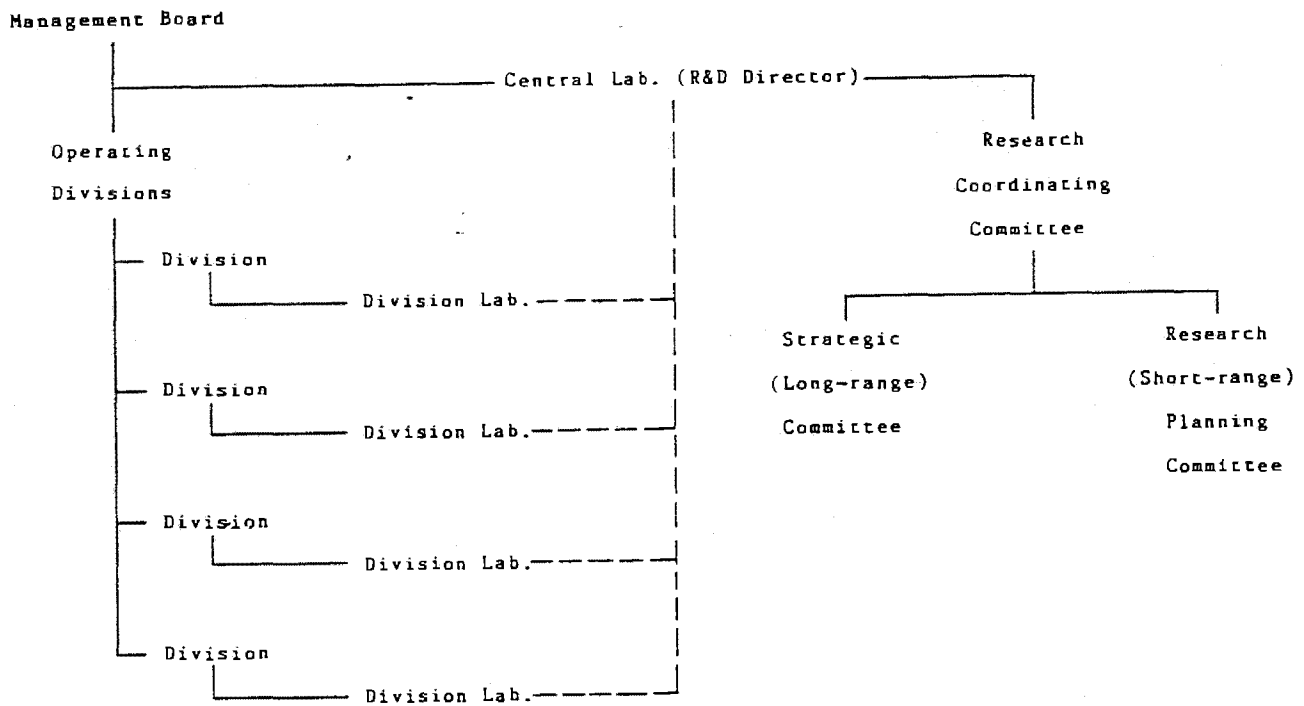 Management Board
Central Lab. (R&D Director)
Operating
Divisions
Research
Coordinating
Committee
Division
Division Lab.
Division
Division Lab.
Division
Division Lab.
Division
Division Lab.
Strategic
(Long-range)
Committee
Research
(Short-range)
Planning
Committee